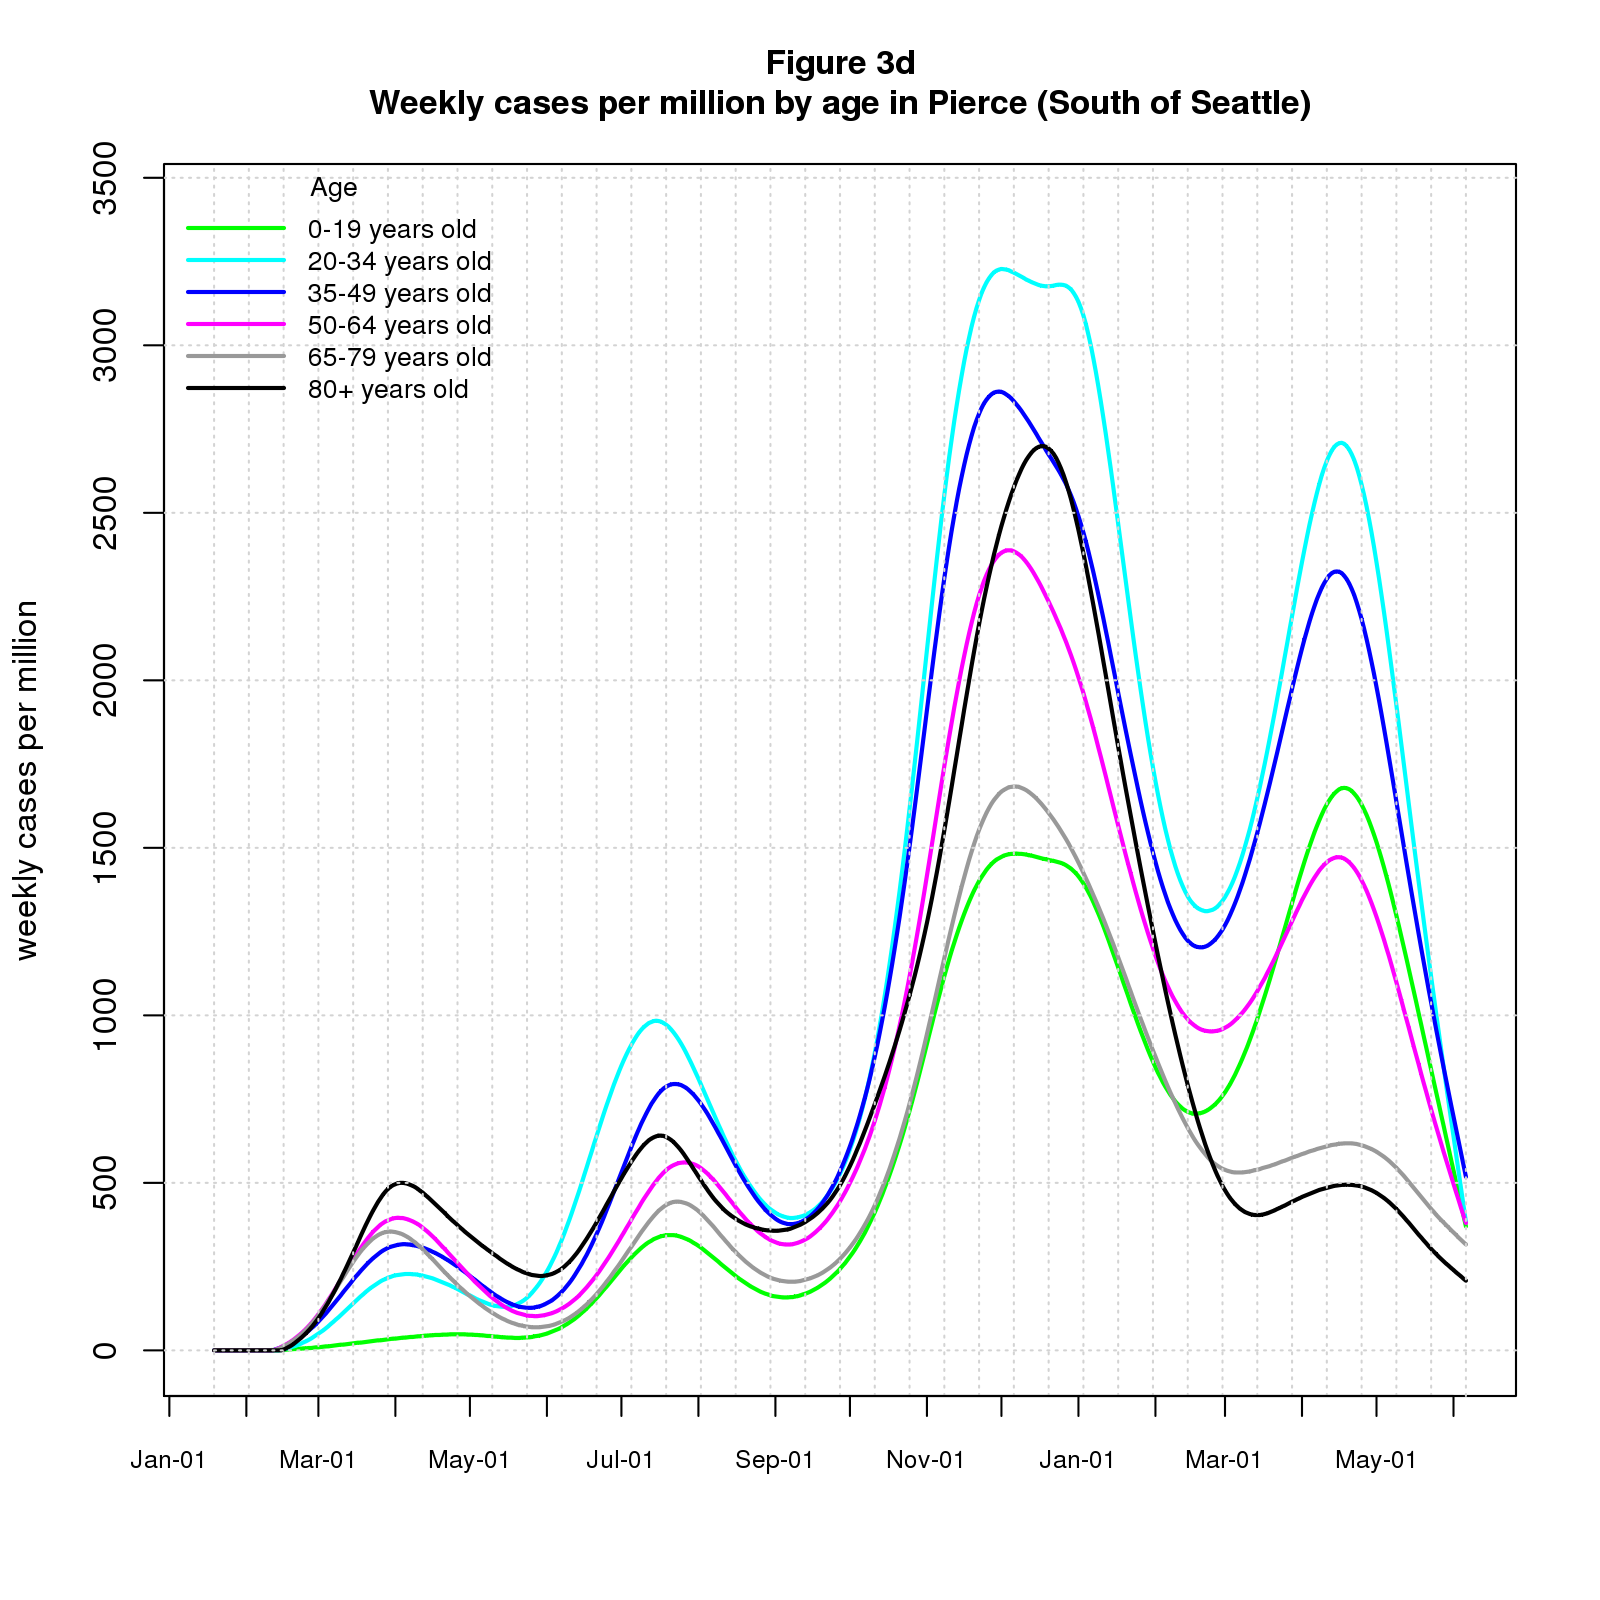 Figure 3d
Weekly cases per million by age in Pierce (South of Seattle)
weekly cases per million
3500
3000
2500
2000
1500
1000
500
0
Age
0-19 years old
20-34 years old
35-49 years old
50-64 years old
65-79 years old
80+ years old
Jan-01 Mar-01 May-01 Jul-01 Sep-01 Nov-01 Jan-01 Mar-01 May-01